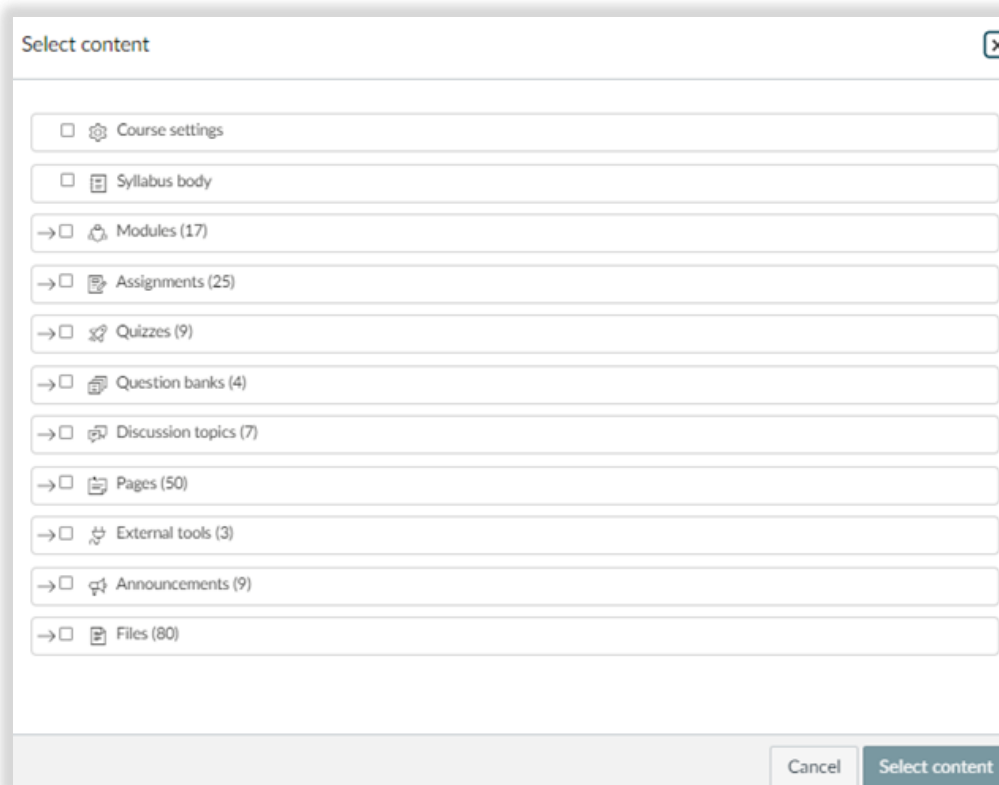 Select content
Course settings
Syllabus body
Modules (17)
Assignments (25)
Quizzes (9)
Question banks (4)
Discussion topics (7)
Pages (50)
External tools (3)
Announcements (9)
Files (80)
Cancel
Select content